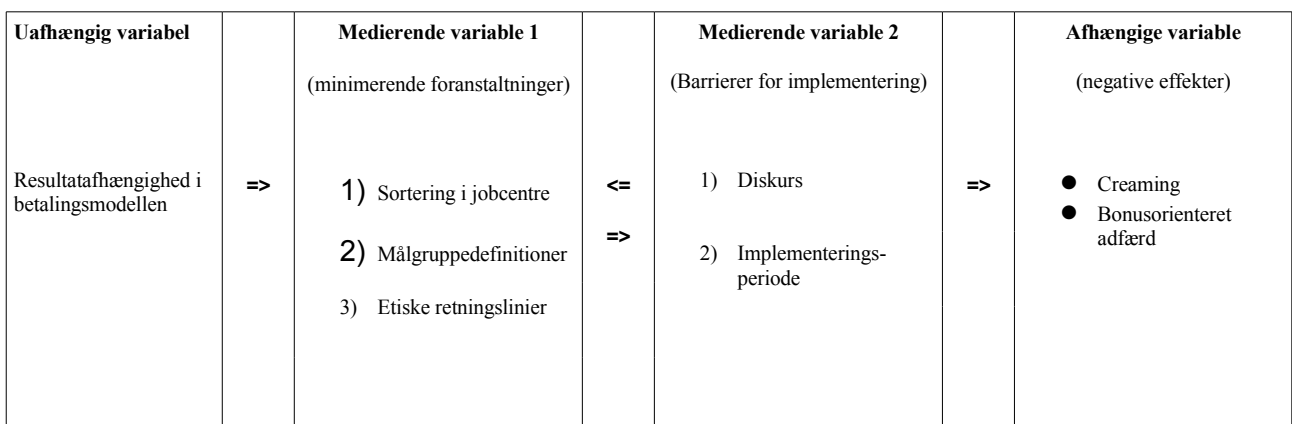 Uafhængig variabel
Medierende variable 1
Medierende variable 2
Afhængige variable
(minimerende foranstaltninger)
(Barrierer for implementering)
(negative effekter)
Resultatafhængighed i
betalingsmodellen
=>
1) Sortering i jobcentre
2) Målgruppedefinitioner
3) Etiske retningslinier
<=
=>
1) Diskurs
2) Implementerings-
periode
=>
● Creaming
● Bonusorienteret
adfærd